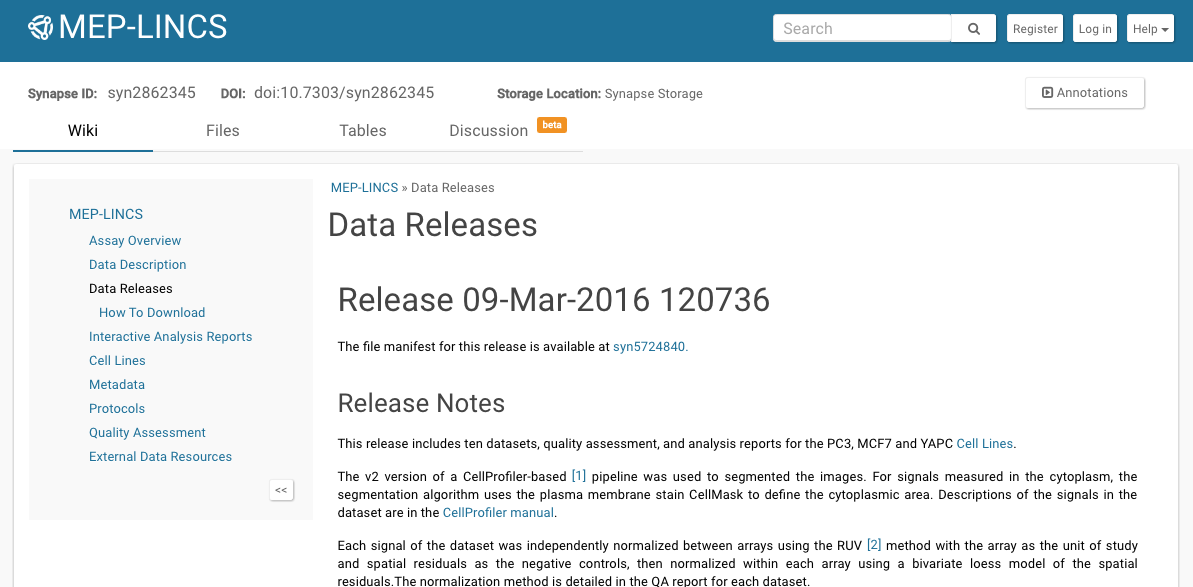 MEP-LINCS
Search
Register
Log in
Help
Synapse ID: syn2862345 DOI: doi:10.7303/syn2862345 Storage Location: Synapse Storage
Annotations
Wiki Files Tables Discussion beta
MEP-LINCS
Assay Overview
Data Description
Data Releases
How To Download
Interactive Analysis Reports
Cell Lines
Metadata
Protocols
Quality Assessment
External Data Resources
<<
MEP-LINCS » Data Releases
Data Releases
Release 09-Mar-2016 120736
The file manifest for this release is available at syn5724840.
Release Notes
This release includes ten datasets, quality assessment, and analysis reports for the PC3, MCF7 and YAPC Cell Lines.
The v2 version of a CellProfiler-based [1] pipeline was used to segmented the images. For signals measured in the cytoplasm, the
segmentation algorithm uses the plasma membrane stain CellMask to define the cytoplasmic area. Descriptions of the signals in the
dataset are in the CellProfiler manual.
Each signal of the dataset was independently normalized between arrays using the RUV [2] method with the array as the unit of study
and spatial residuals as the negative controls, then normalized within each array using a bivariate loess model of the spatial
residuals.The normalization method is detailed in the QA report for each dataset.